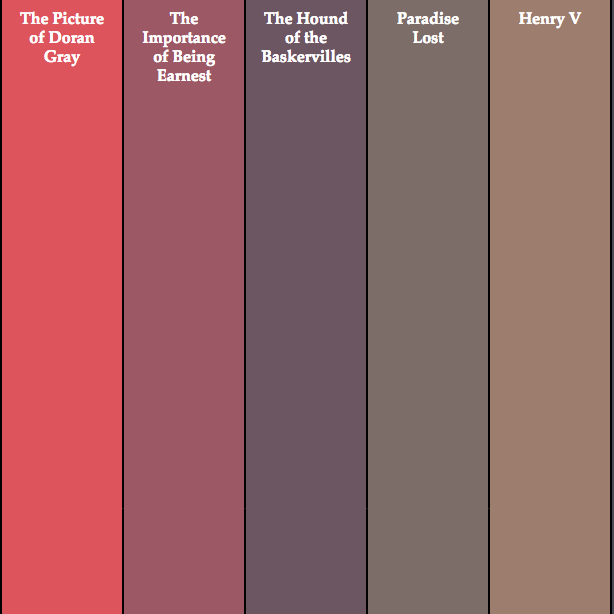 The Picture
of Doran
Gray
The
Importance
of Being
Earnest
The Hound
of the
Baskervilles
Paradise
Lost
Henry V